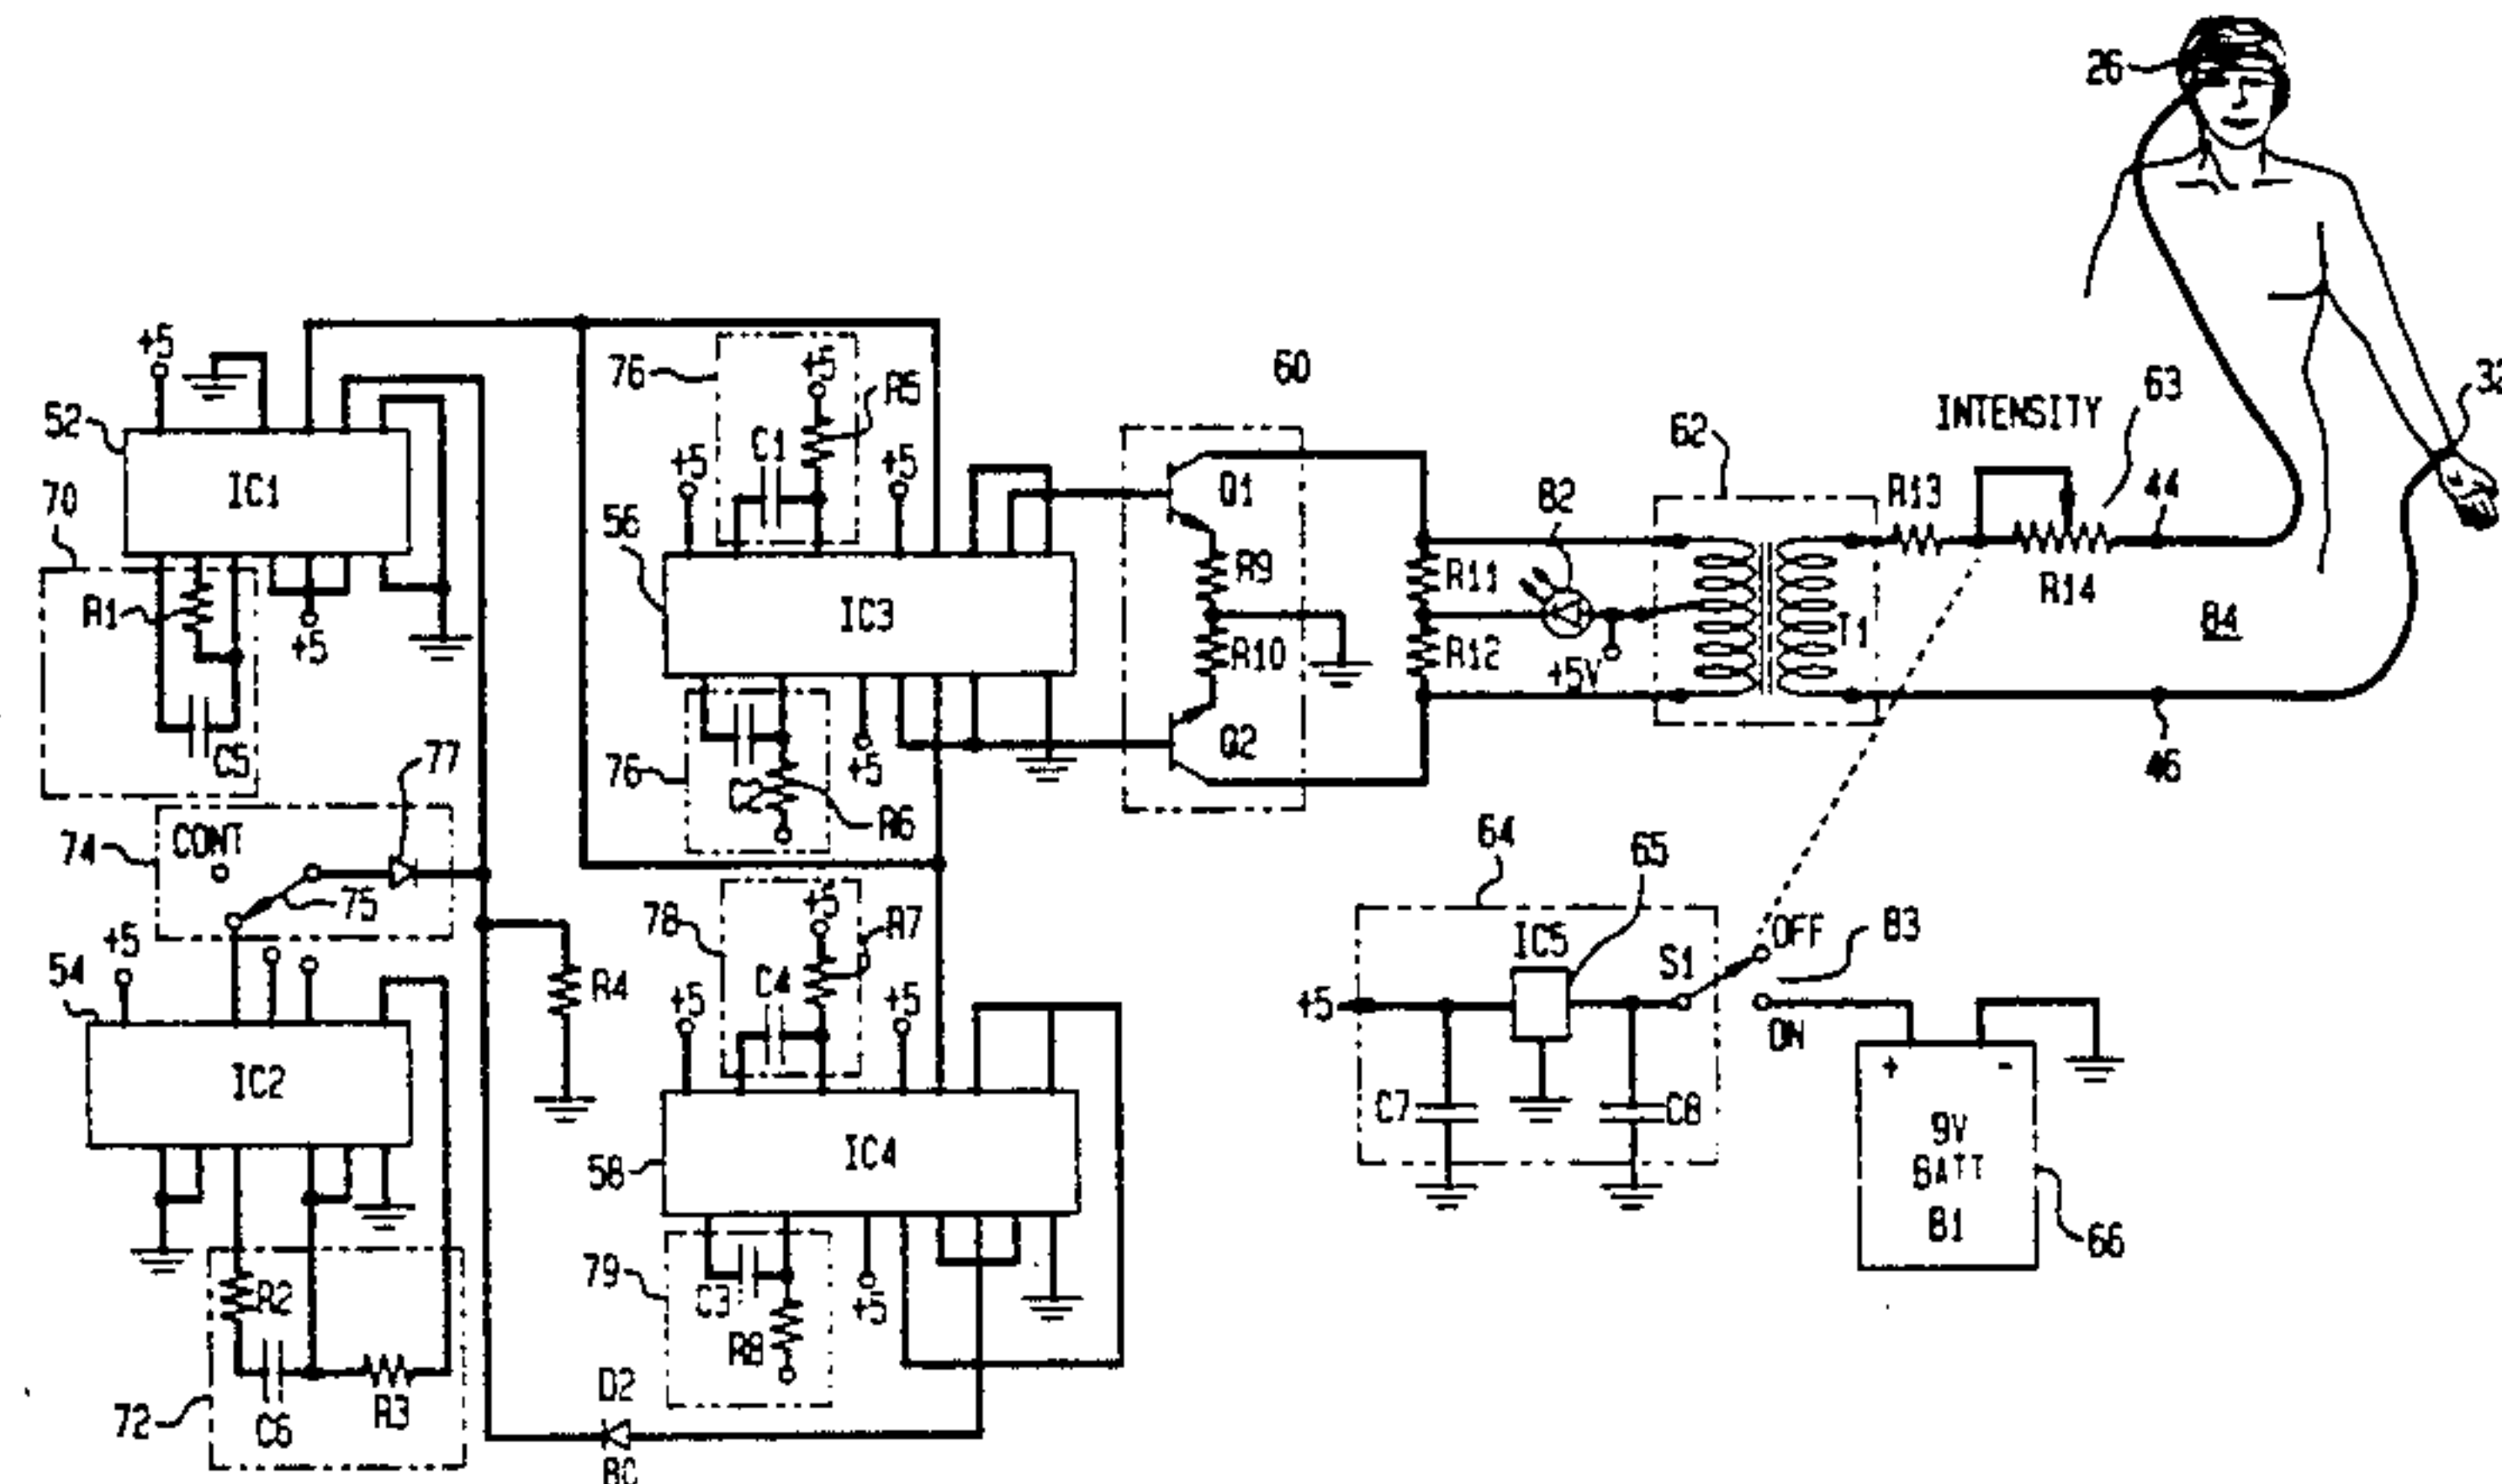 26
32
INTENSITY
63
44
R13
R14
84
46
62
T1
82
+5V
R11
R12
60
Q1
R9
R10
Q2
76
+5
R5
C1
+5
+5
56
IC3
76
C2
R6
+5
+5
52
IC1
70
R1
C5
+5
77
74
CONT
75
+5
54
IC2
R4
72
R2
C6
R3
78
+5
R7
C4
+5
+5
58
IC4
79
C3
R8
+5
D2
80
64
65
IC5
S1
OFF
83
ON
+5
C7
C8
+
-
9V
BATT
B1
66